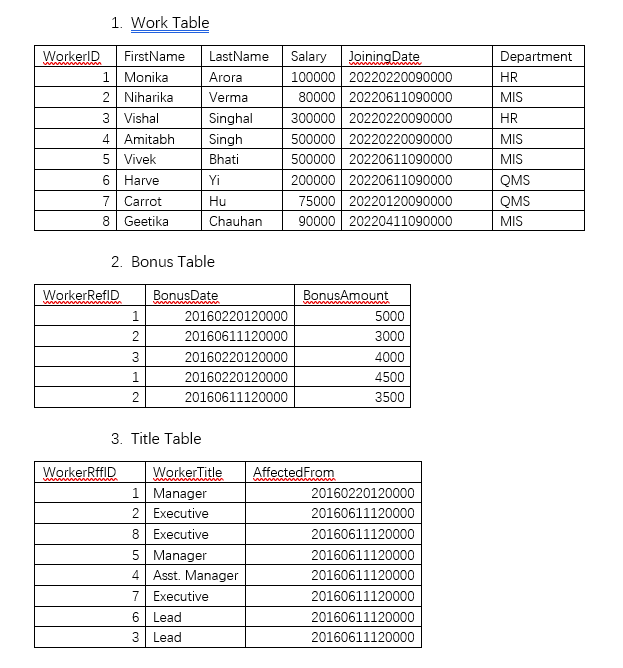 1. Work Table
WorkerID FirstName LastName Salary JoiningDate Department
1 Monika Arora 100000 20220220090000 HR
2 Niharika Verma 80000 20220611090000 MIS
3 Vishal Singhal 300000 20220220090000 HR
4 Amitabh Singh 500000 20220220090000 MIS
5 Vivek Bhati 500000 20220611090000 MIS
6 Harve Yi 200000 20220611090000 QMS
7 Carrot Hu 75000 20220120090000 QMS
8 Geetika Chauhan 90000 20220411090000 MIS
2. Bonus Table
WorkerRefID BonusDate BonusAmount
1 20160220120000 5000
2 20160611120000 3000
3 20160220120000 4000
1 20160220120000 4500
2 20160611120000 3500
3. Title Table
WorkerRffID WorkerTitle AffectedFrom
1 Manager 20160220120000
2 Executive 20160611120000
8 Executive 20160611120000
5 Manager 20160611120000
4 Asst. Manager 20160611120000
7 Executive 20160611120000
6 Lead 20160611120000
3 Lead 20160611120000